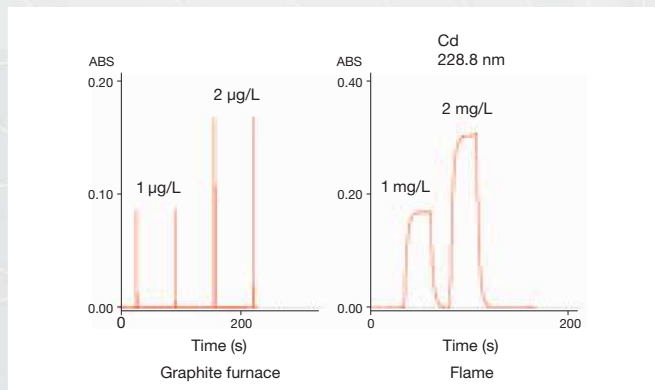 Cd
228.8 nm
ABS
0.20
0.10
0.00
1 µg/L
2 µg/L
0
200
Time (s)
Graphite furnace
ABS
0.40
0.20
0.00
1 mg/L
2 mg/L
0
200
Time (s)
Flame